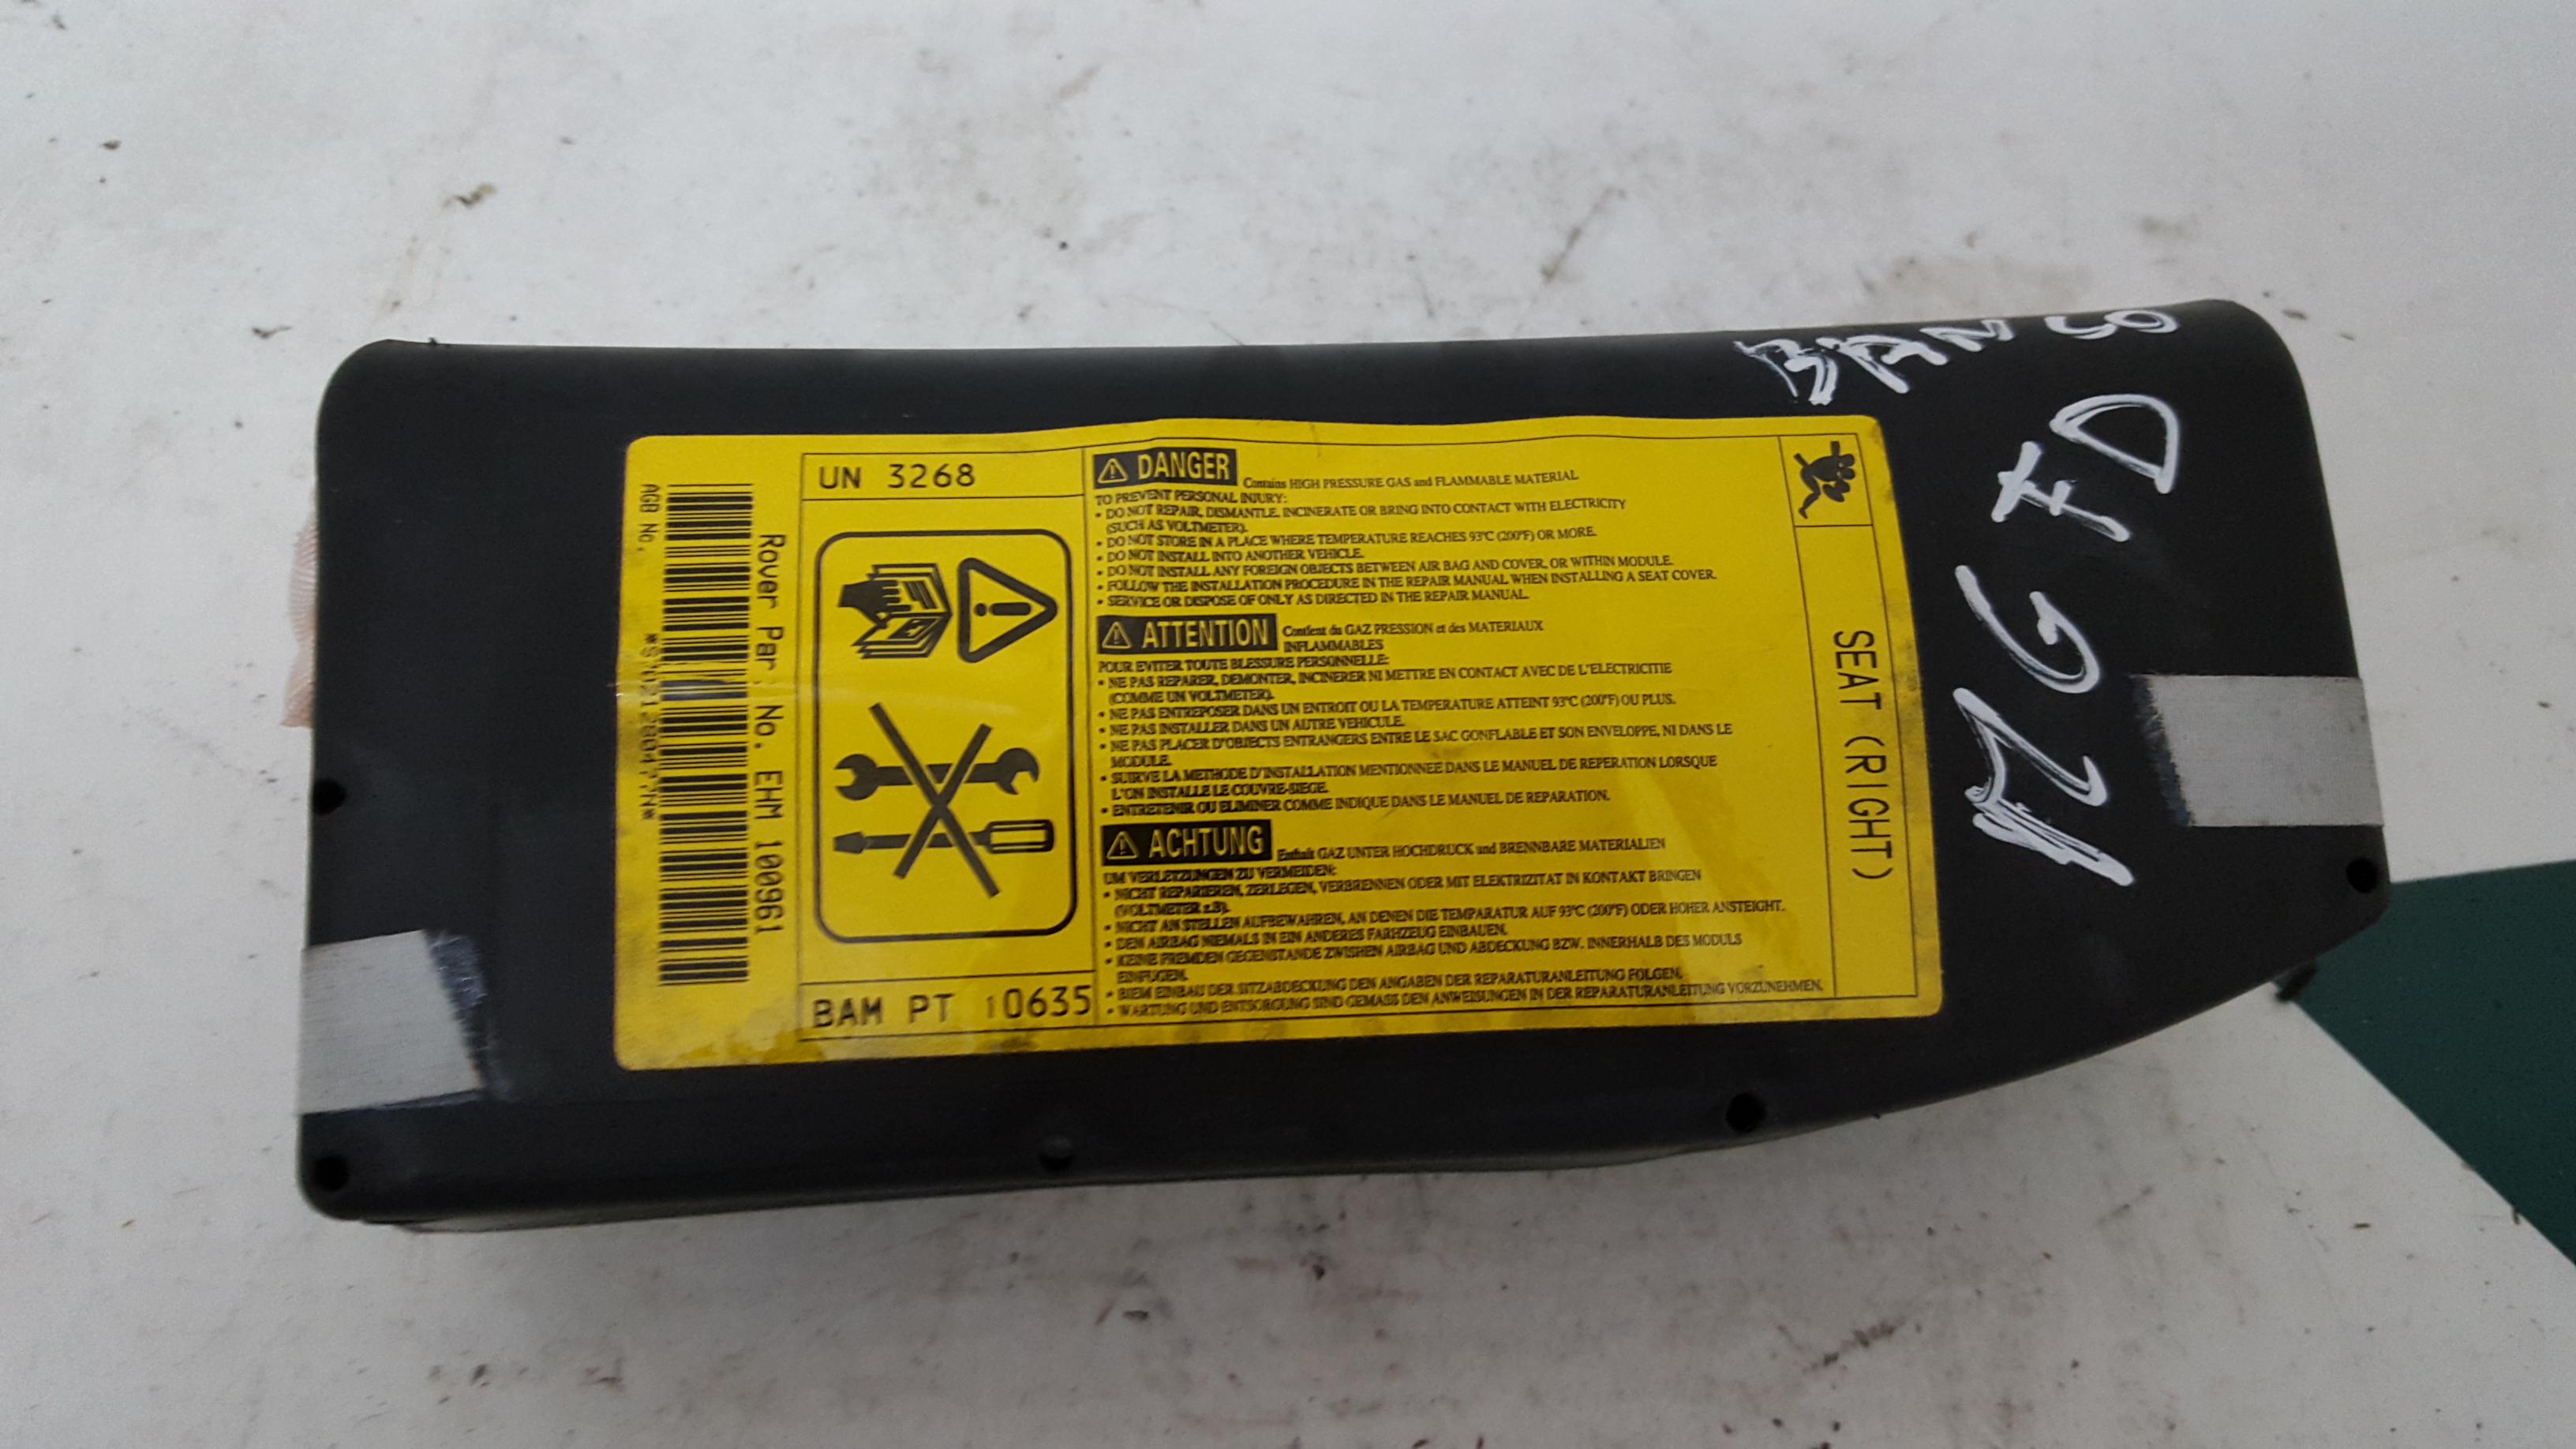 UN 3268
BAM PT 10635
AGB No.
Rover Par No. EHM 100961
DANGER Contains HIGH PRESSURE GAS and FLAMMABLE MATERIAL
TO PREVENT PERSONAL INJURY:
• DO NOT REPAIR, DISMANTLE, INCINERATE OR BRING INTO CONTACT WITH ELECTRICITY
(SUCH AS VOLTMETER).
• DO NOT STORE IN A PLACE WHERE TEMPERATURE REACHES 93°C (200°F) OR MORE.
• DO NOT INSTALL INTO ANOTHER VEHICLE.
• DO NOT INSTALL ANY FOREIGN OBJECTS BETWEEN AIR BAG AND COVER, OR WITHIN MODULE.
• FOLLOW THE INSTALLATION PROCEDURE IN THE REPAIR MANUAL WHEN INSTALLING A SEAT COVER.
• SERVICE OR DISPOSE OF ONLY AS DIRECTED IN THE REPAIR MANUAL.
ATTENTION Contient du GAZ PRESSION et des MATERIAUX
INFLAMMABLES
POUR EVITER TOUTE BLESSURE PERSONNELLE:
• NE PAS REPARER, DEMONTER, INCINERER NI METTRE EN CONTACT AVEC DE L'ELECTRICITIE
(COMME UN VOLTMETER).
• NE PAS ENTREPOSER DANS UN ENTROIT OU LA TEMPERATURE ATTEINT 93°C (200°F) OU PLUS.
• NE PAS INSTALLER DANS UN AUTRE VEHICULE.
• NE PAS PLACER D'OBJECTS ENTRANGERS ENTRE LE SAC GONFLABLE ET SON ENVELOPPE, NI DANS LE
MODULE.
• SUIRVE LA METHODE D'INSTALLATION MENTIONNEE DANS LE MANUEL DE REPERATION LORSQUE
L'ON INSTALLE LE COUVRE-SIEGE.
• ENTRETENIR OU ELIMINER COMME INDIQUE DANS LE MANUEL DE REPARATION.
ACHTUNG Enthalt GAZ UNTER HOCHDRUCK und BRENNBARE MATERIALIEN
UM VERLETZUNGEN ZU VERMEIDEN:
• NICHT REPARIEREN, ZERLEGEN, VERBRENNEN ODER MIT ELEKTRIZITAT IN KONTAKT BRINGEN
(VOLTMETER z.B).
• NICHT AN STELLEN AUFBEWAHREN, AN DENEN DIE TEMPARATUR AUF 93°C (200°F) ODER HOHER ANSTEIGHT.
• DEN AIRBAG NIEMALS IN EIN ANDERES FARHZEUG EINBAUEN.
• KEINE FREMDEN GEGENSTANDE ZWISHEN AIRBAG UND ABDECKUNG BZW. INNERHALB DES MODULS
EINFUGEN.
• BIEM EINBAU DER SITZABDECKUNG DEN ANGABEN DER REPARATURANLEITUNG FOLGEN.
• WARTUNG UND ENTSORGUNG SIND GEMASS DEN ANWEISUNGEN IN DER REPARATURANLEITUNG VORZUNEHMEN.
SEAT (RIGHT)
MG FD